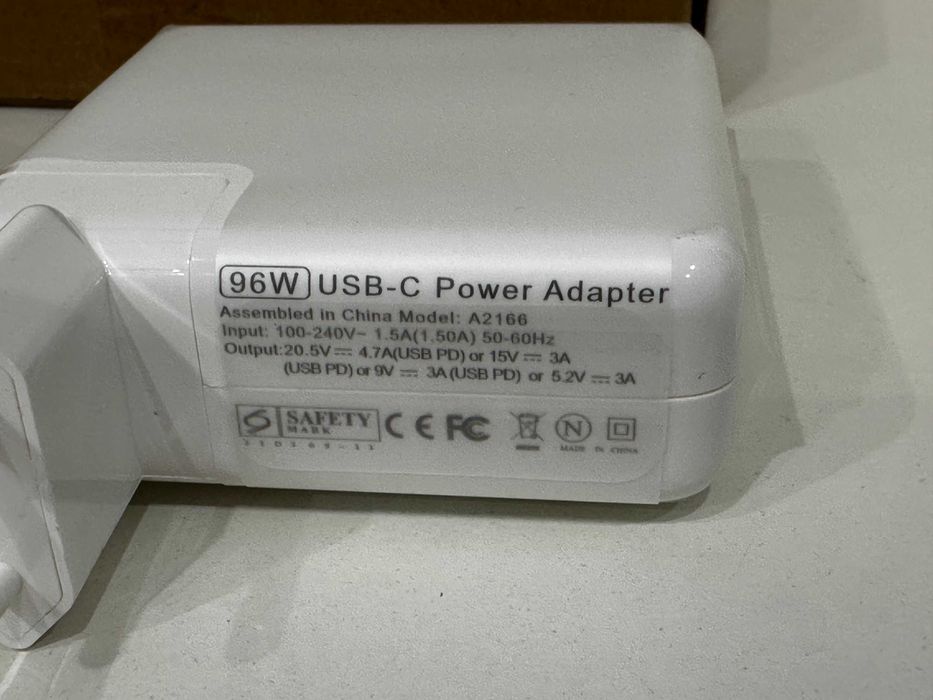 96W USB-C Power Adapter
Assembled in China Model: A2166
Input: 100-240V~ 1.5A(1.50A) 50-60Hz
Output:20.5V⎓ 4.7A(USB PD) or 15V⎓ 3A
(USB PD) or 9V⎓ 3A(USB PD) or 5.2V⎓3A
S SAFETY CE FC N
MARK
MADE IN CHINA